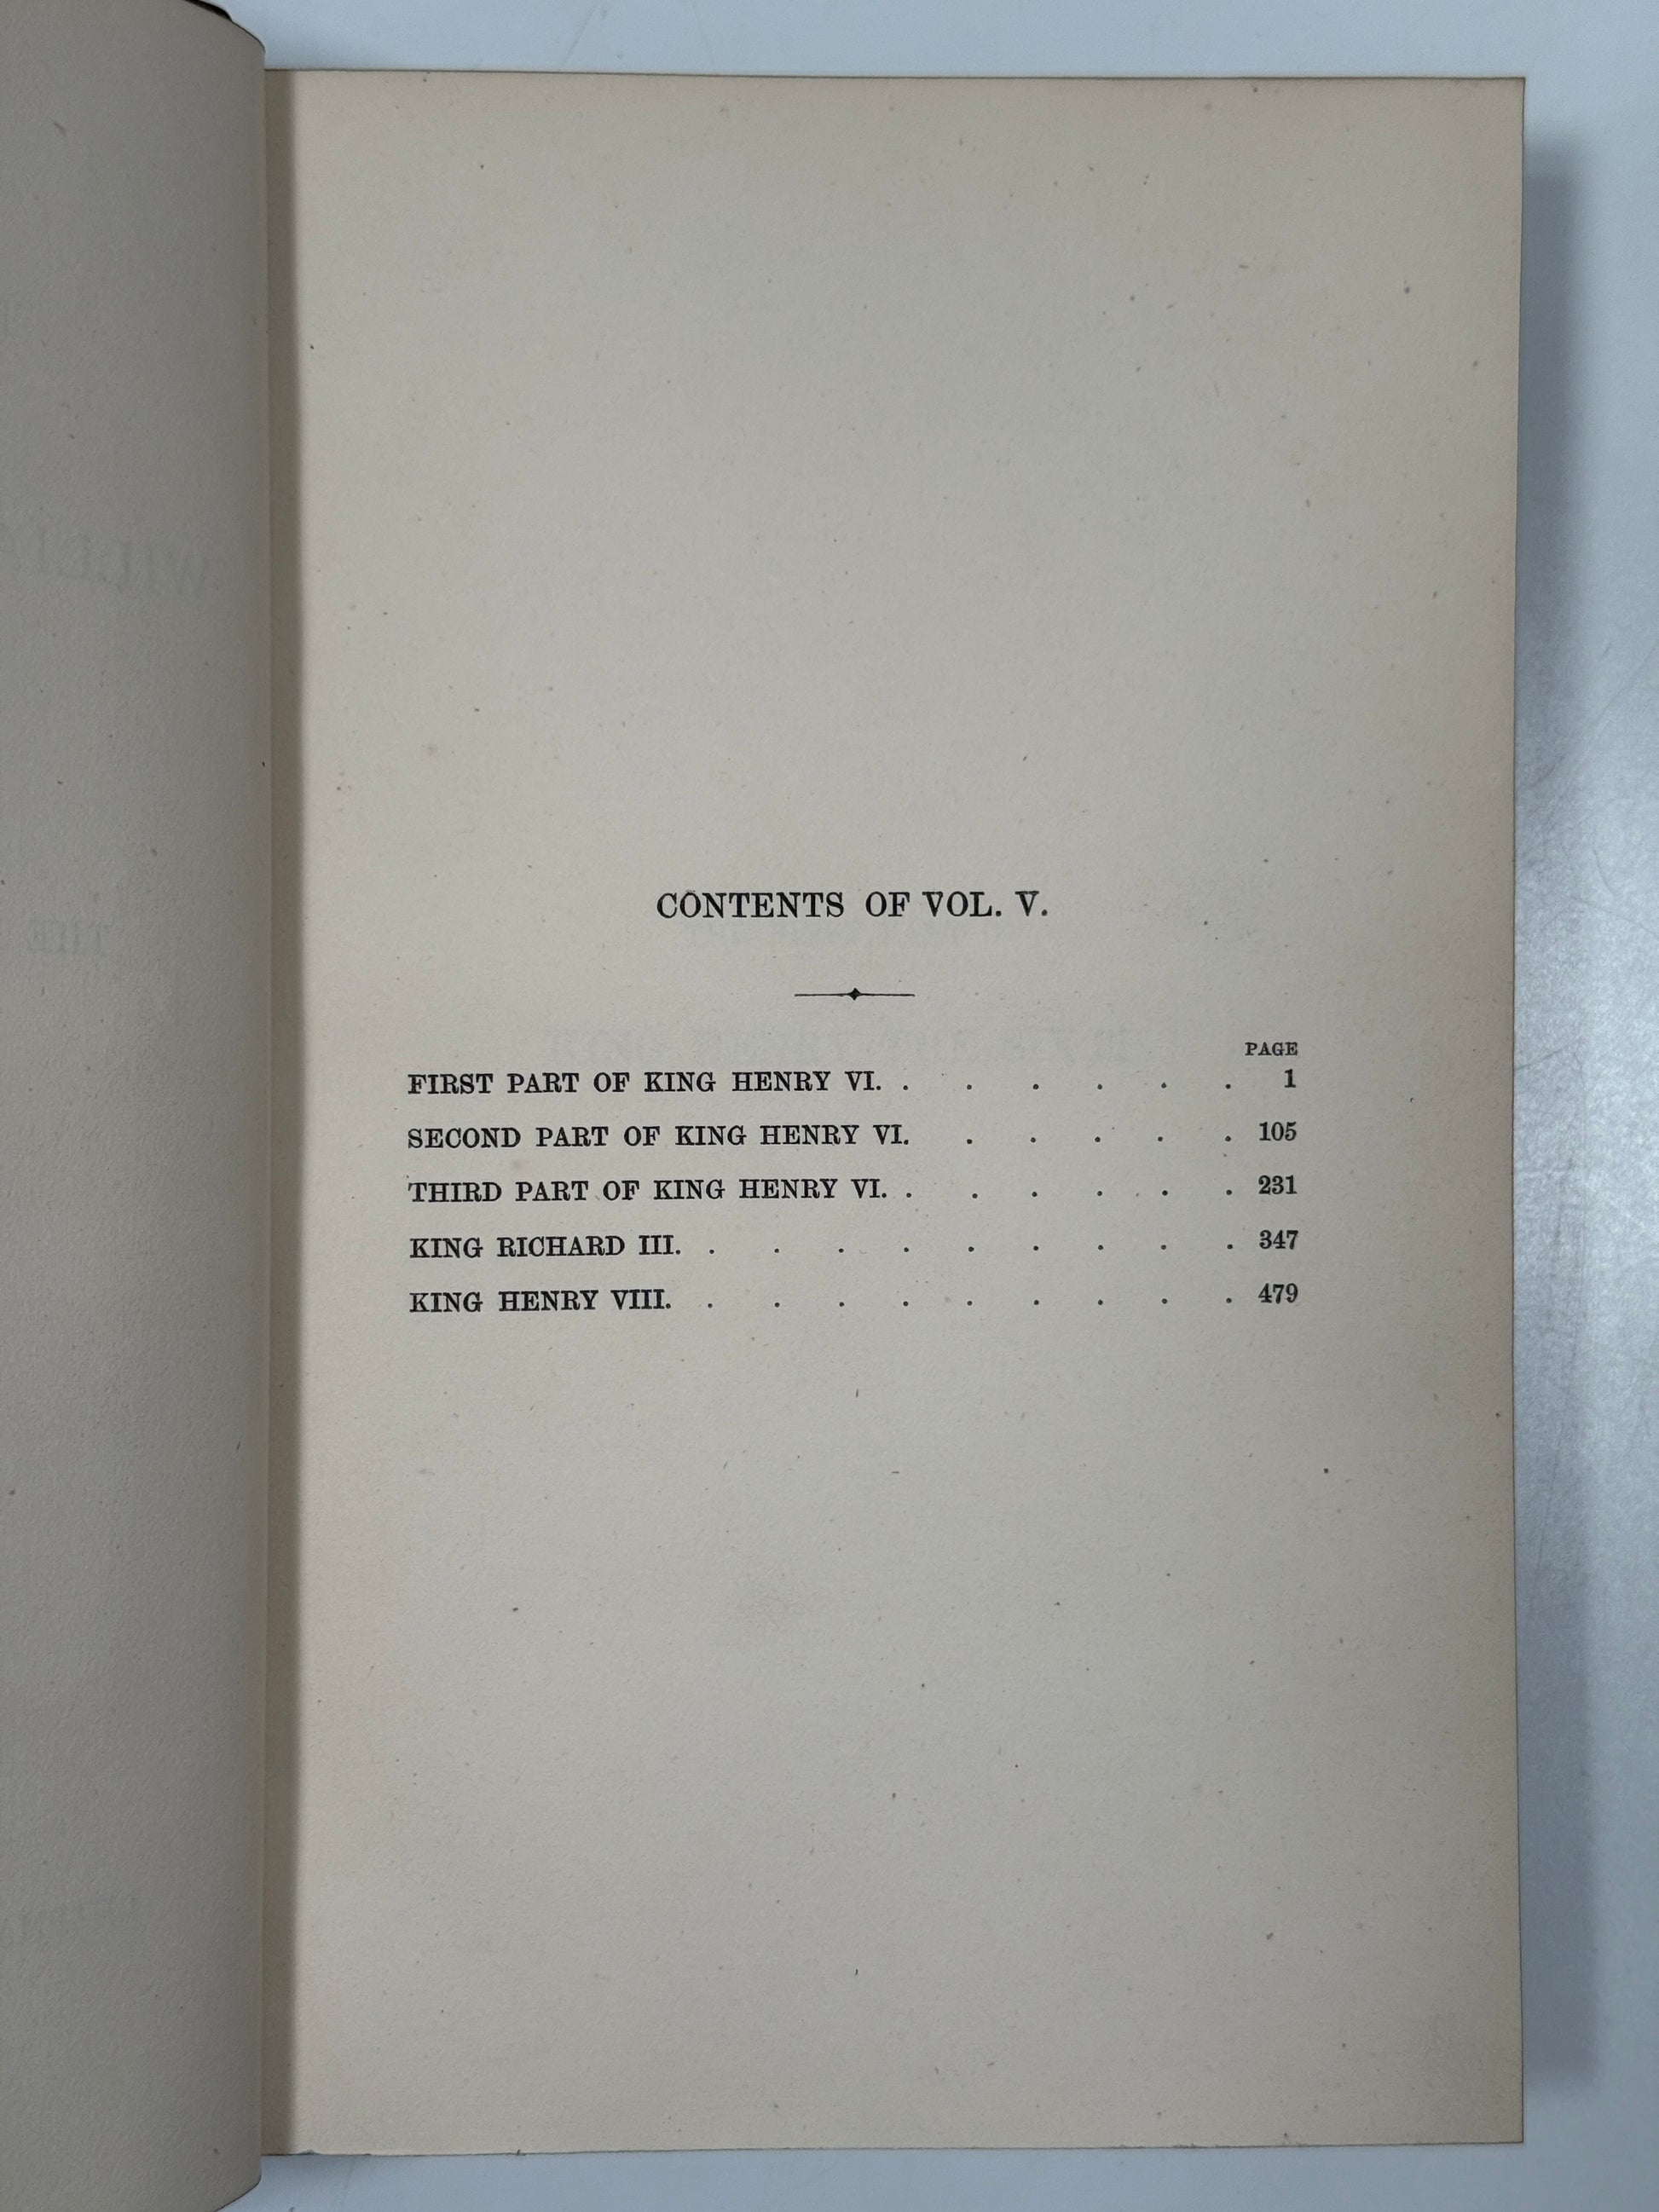 CONTENTS OF VOL. V.
PAGE
FIRST PART OF KING HENRY VI. . . . . . . 1
SECOND PART OF KING HENRY VI. . . . . . 105
THIRD PART OF KING HENRY VI. . . . . . . 231
KING RICHARD III. . . . . . . . . . 347
KING HENRY VIII. . . . . . . . . . 479